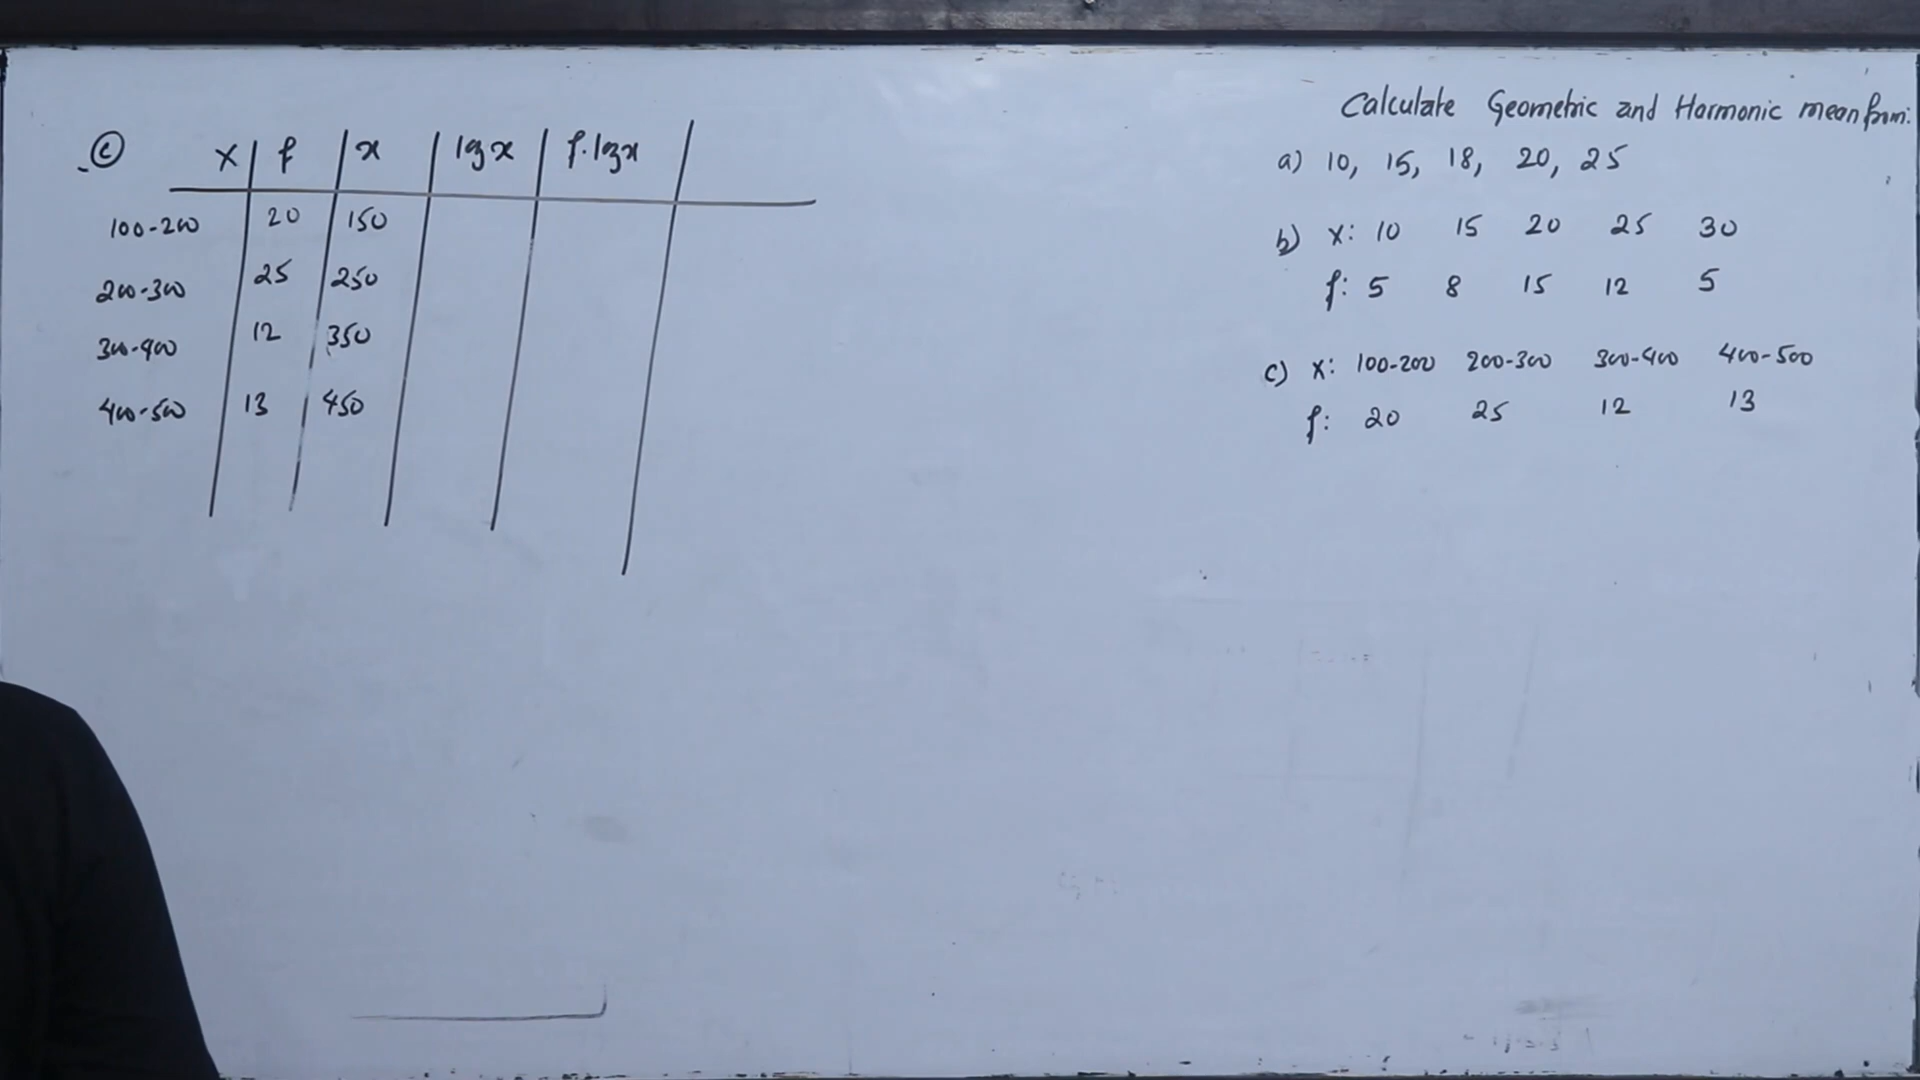 ⓒ X f x log x f.log x
100-200 20 150
200-300 25 250
300-400 12 350
400-500 13 450
Calculate Geometric and Harmonic mean from:
a) 10, 15, 18, 20, 25
b) X: 10 15 20 25 30
f: 5 8 15 12 5
c) X: 100-200 200-300 300-400 400-500
f: 20 25 12 13